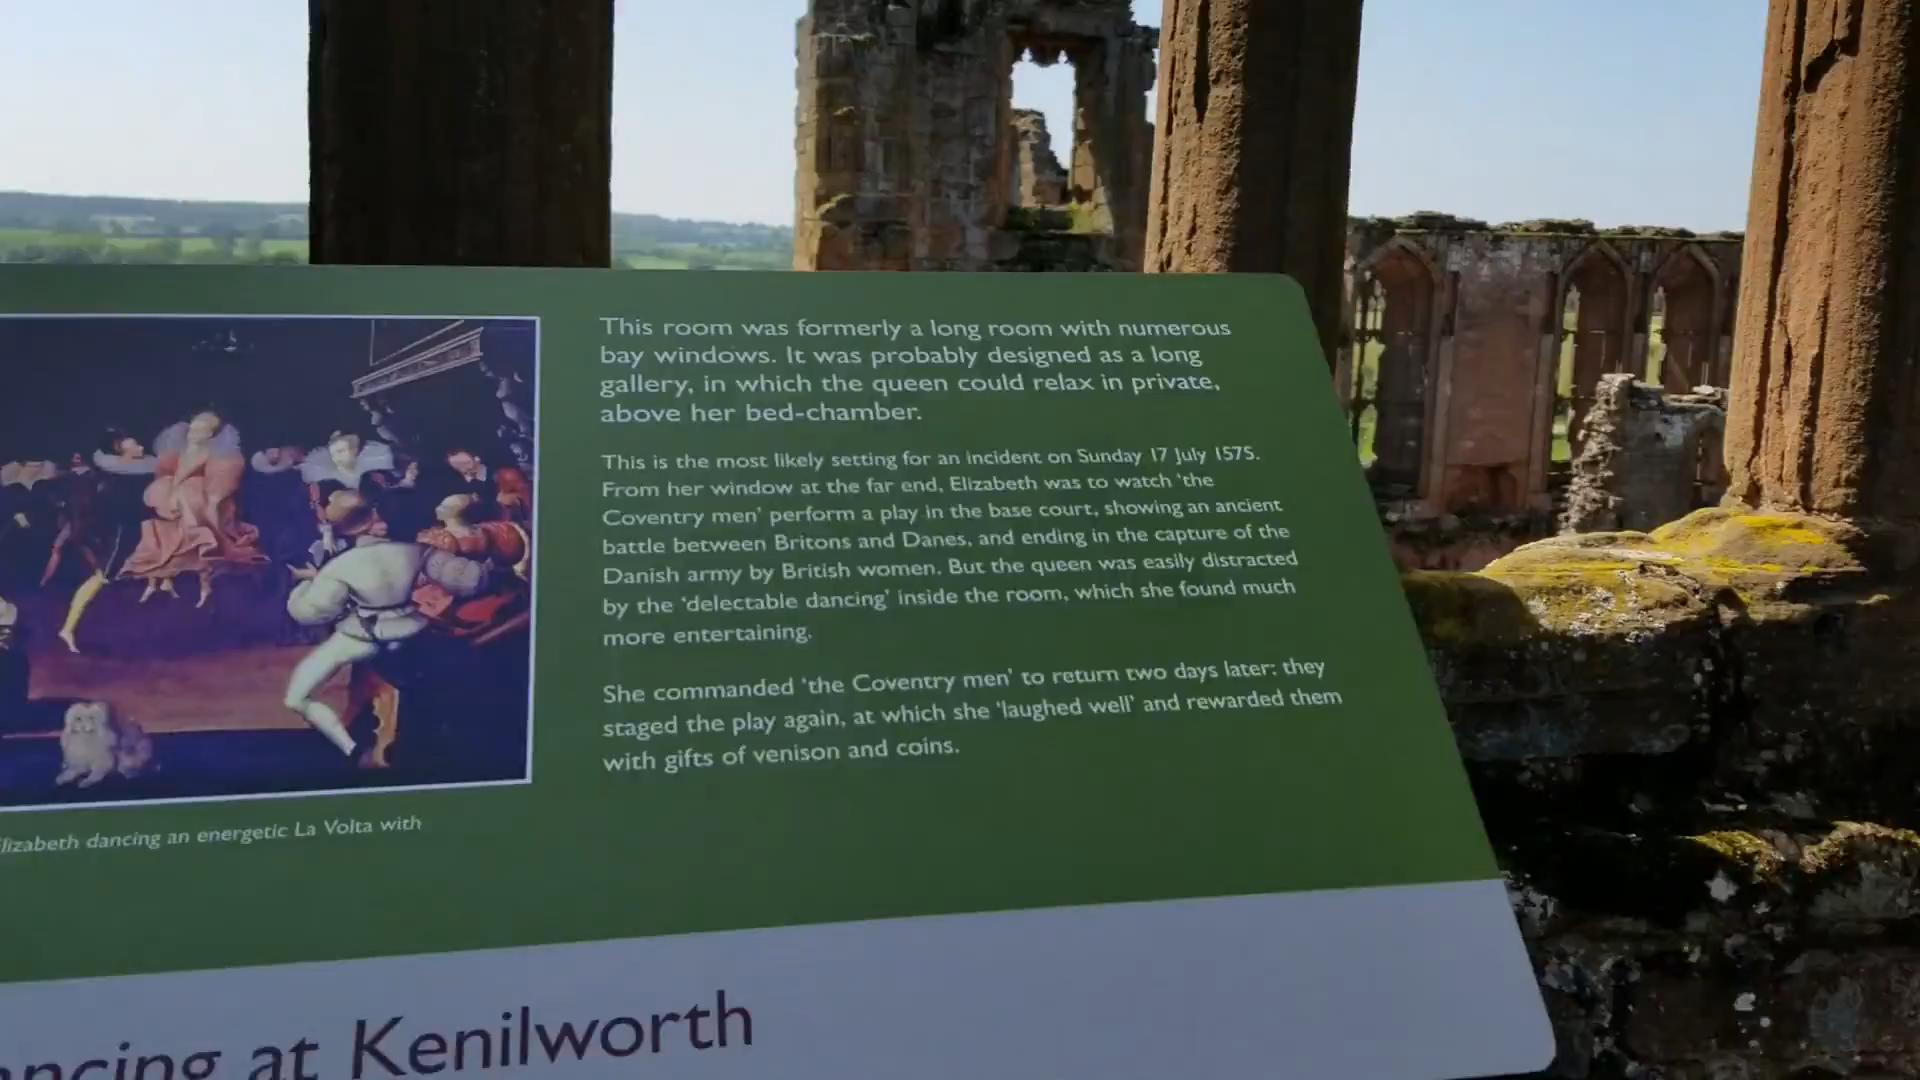 This room was formerly a long room with numerous
bay windows. It was probably designed as a long
gallery, in which the queen could relax in private,
above her bed-chamber.
This is the most likely setting for an incident on Sunday 17 July 1575.
From her window at the far end, Elizabeth was to watch 'the
Coventry men' perform a play in the base court, showing an ancient
battle between Britons and Danes, and ending in the capture of the
Danish army by British women. But the queen was easily distracted
by the 'delectable dancing' inside the room, which she found much
more entertaining.
She commanded 'the Coventry men' to return two days later: they
staged the play again, at which she 'laughed well' and rewarded them
with gifts of venison and coins.
lizabeth dancing an energetic La Volta with
ancing at Kenilworth